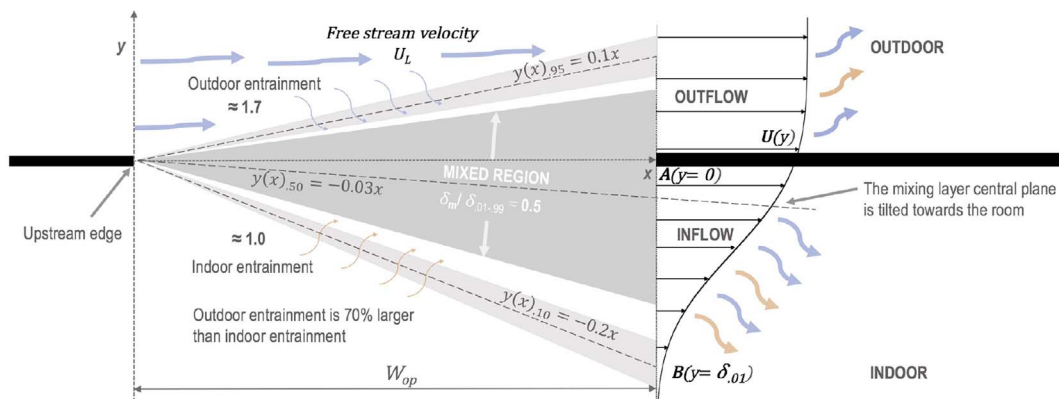 y
Free stream velocity
U_L
OUTDOOR
Outdoor entrainment
≈ 1.7
y(x).95 = 0.1x
OUTFLOW
U(y)
MIXED REGION
x
A(y= 0)
y(x).50 = −0.03x
δm/ δ.01-99 = 0.5
The mixing layer central plane
is tilted towards the room
Upstream edge
≈ 1.0
INFLOW
Indoor entrainment
y(x).10 = −0.2x
Outdoor entrainment is 70% larger
than indoor entrainment
Wop
B(y= δ.01)
INDOOR